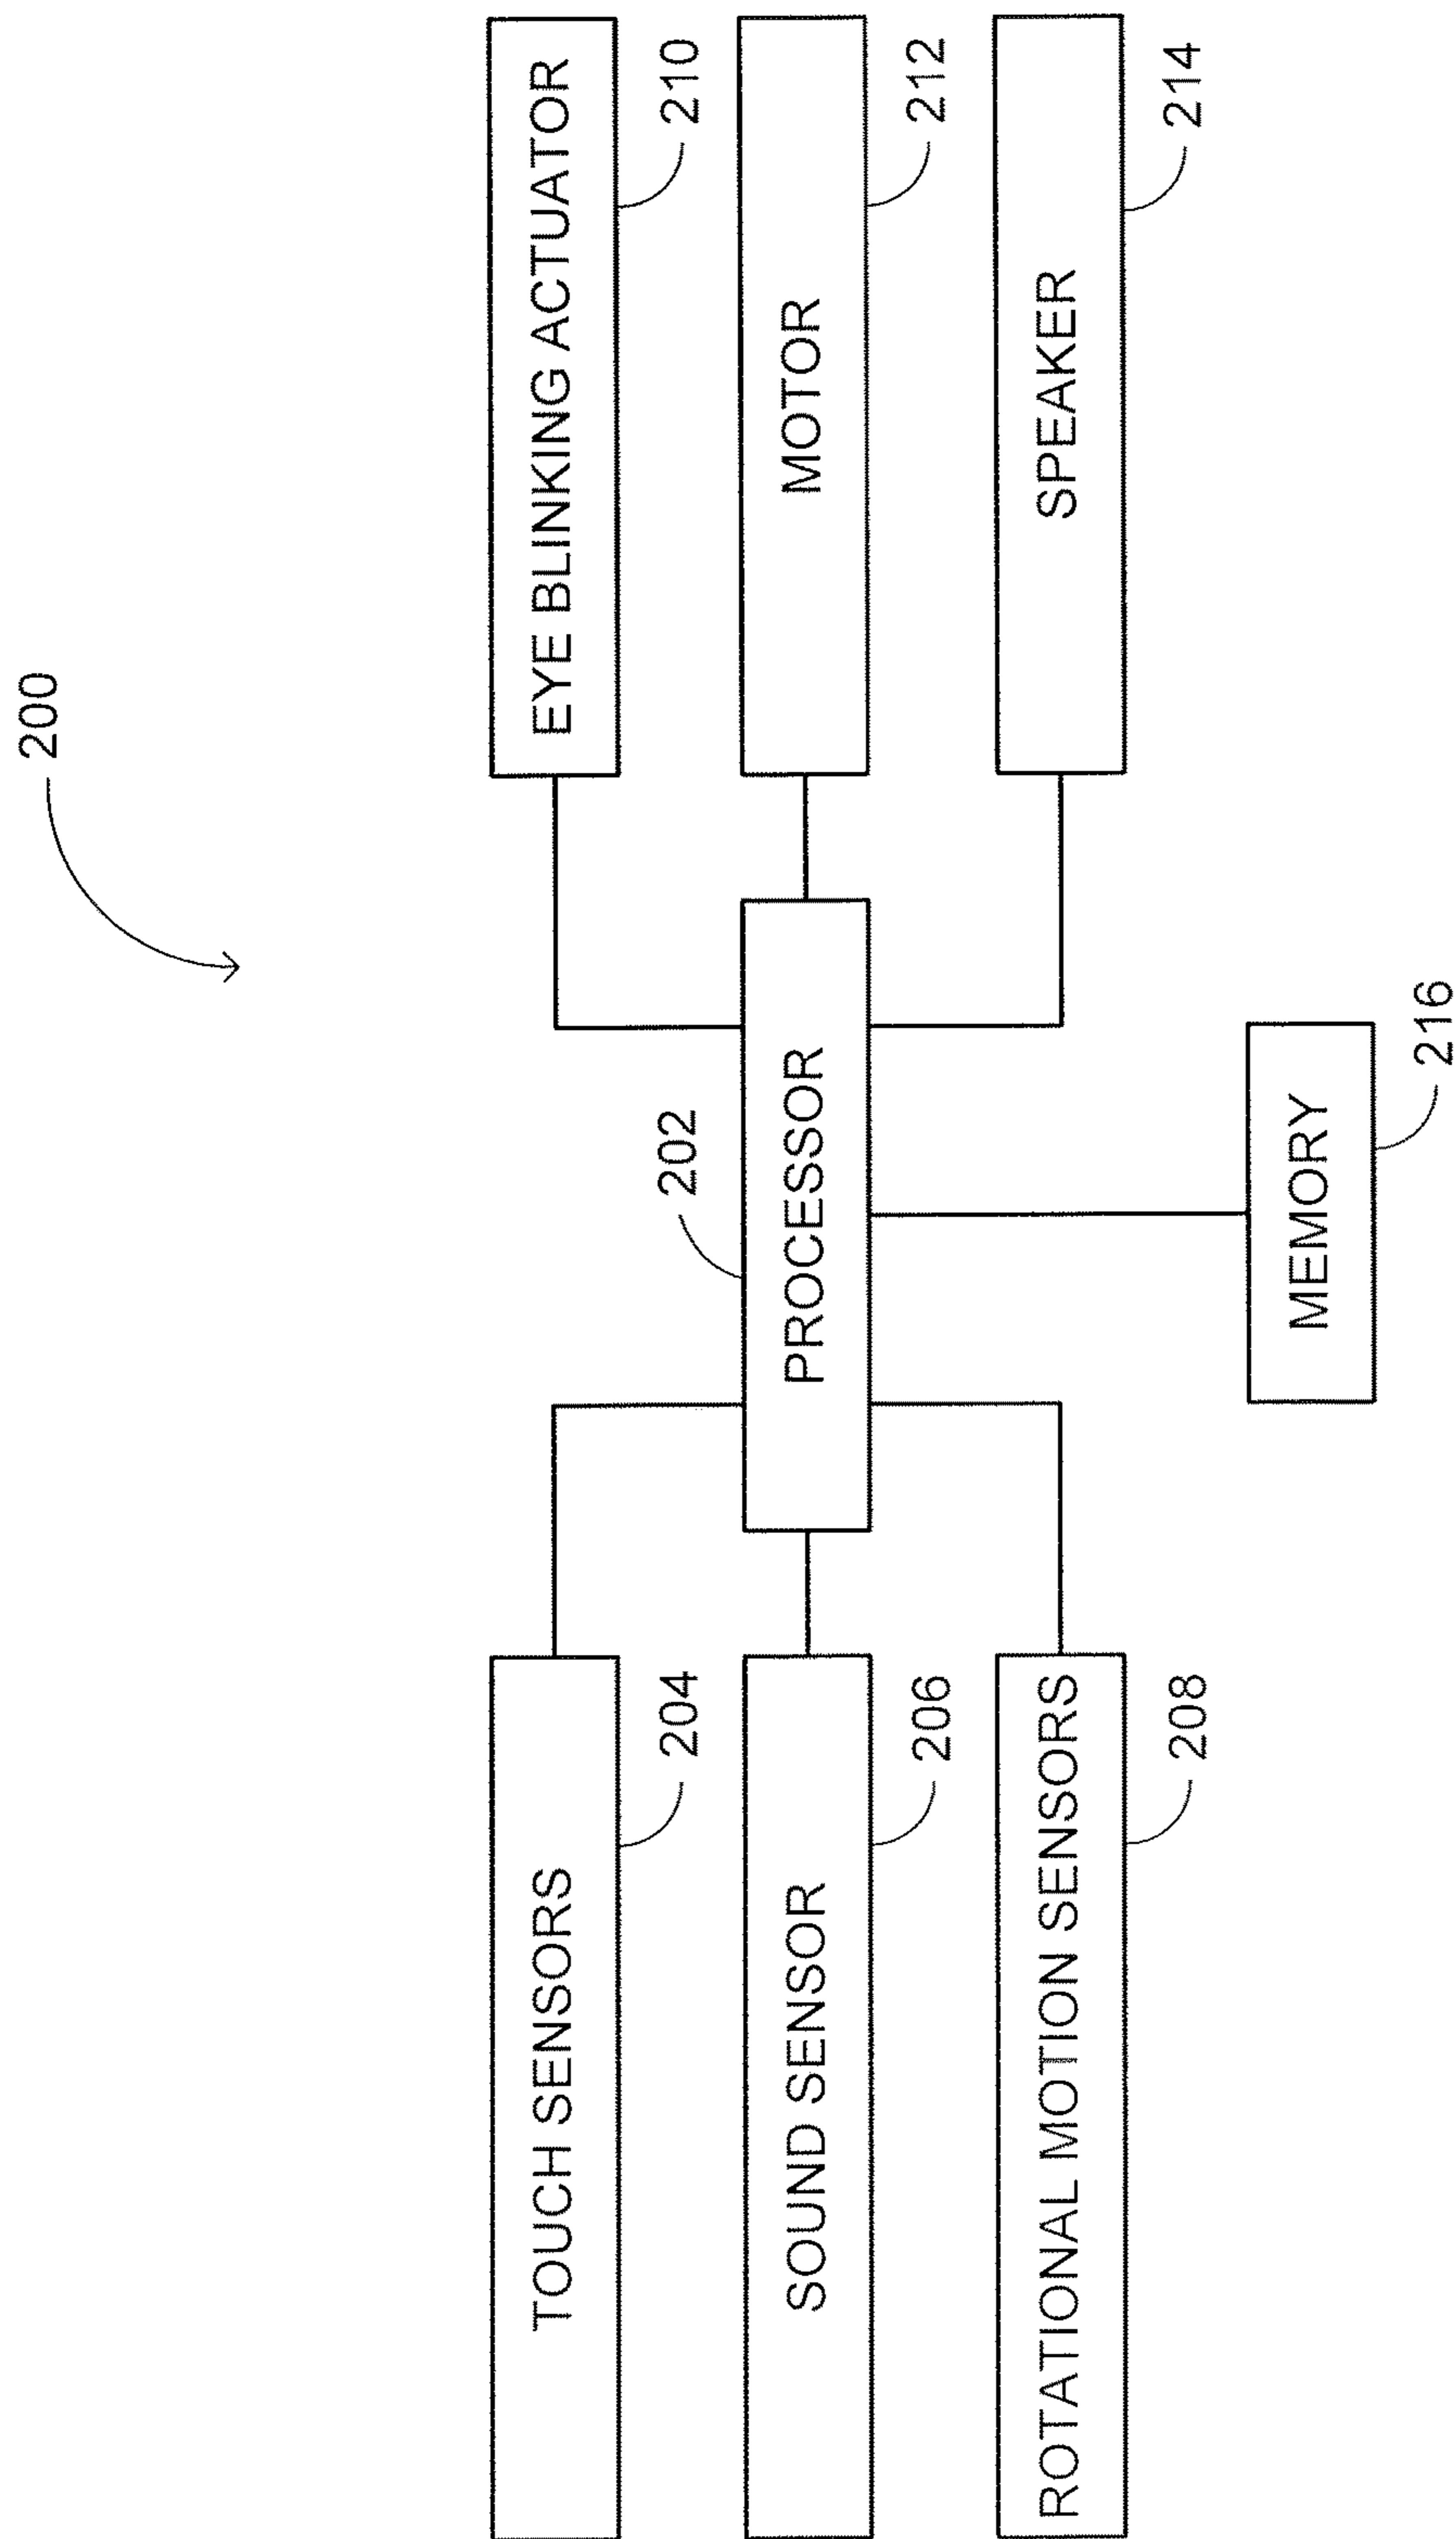 200
TOUCH SENSORS
204
SOUND SENSOR
206
ROTATIONAL MOTION SENSORS
208
202
PROCESSOR
MEMORY
216
EYE BLINKING ACTUATOR
210
MOTOR
212
SPEAKER
214